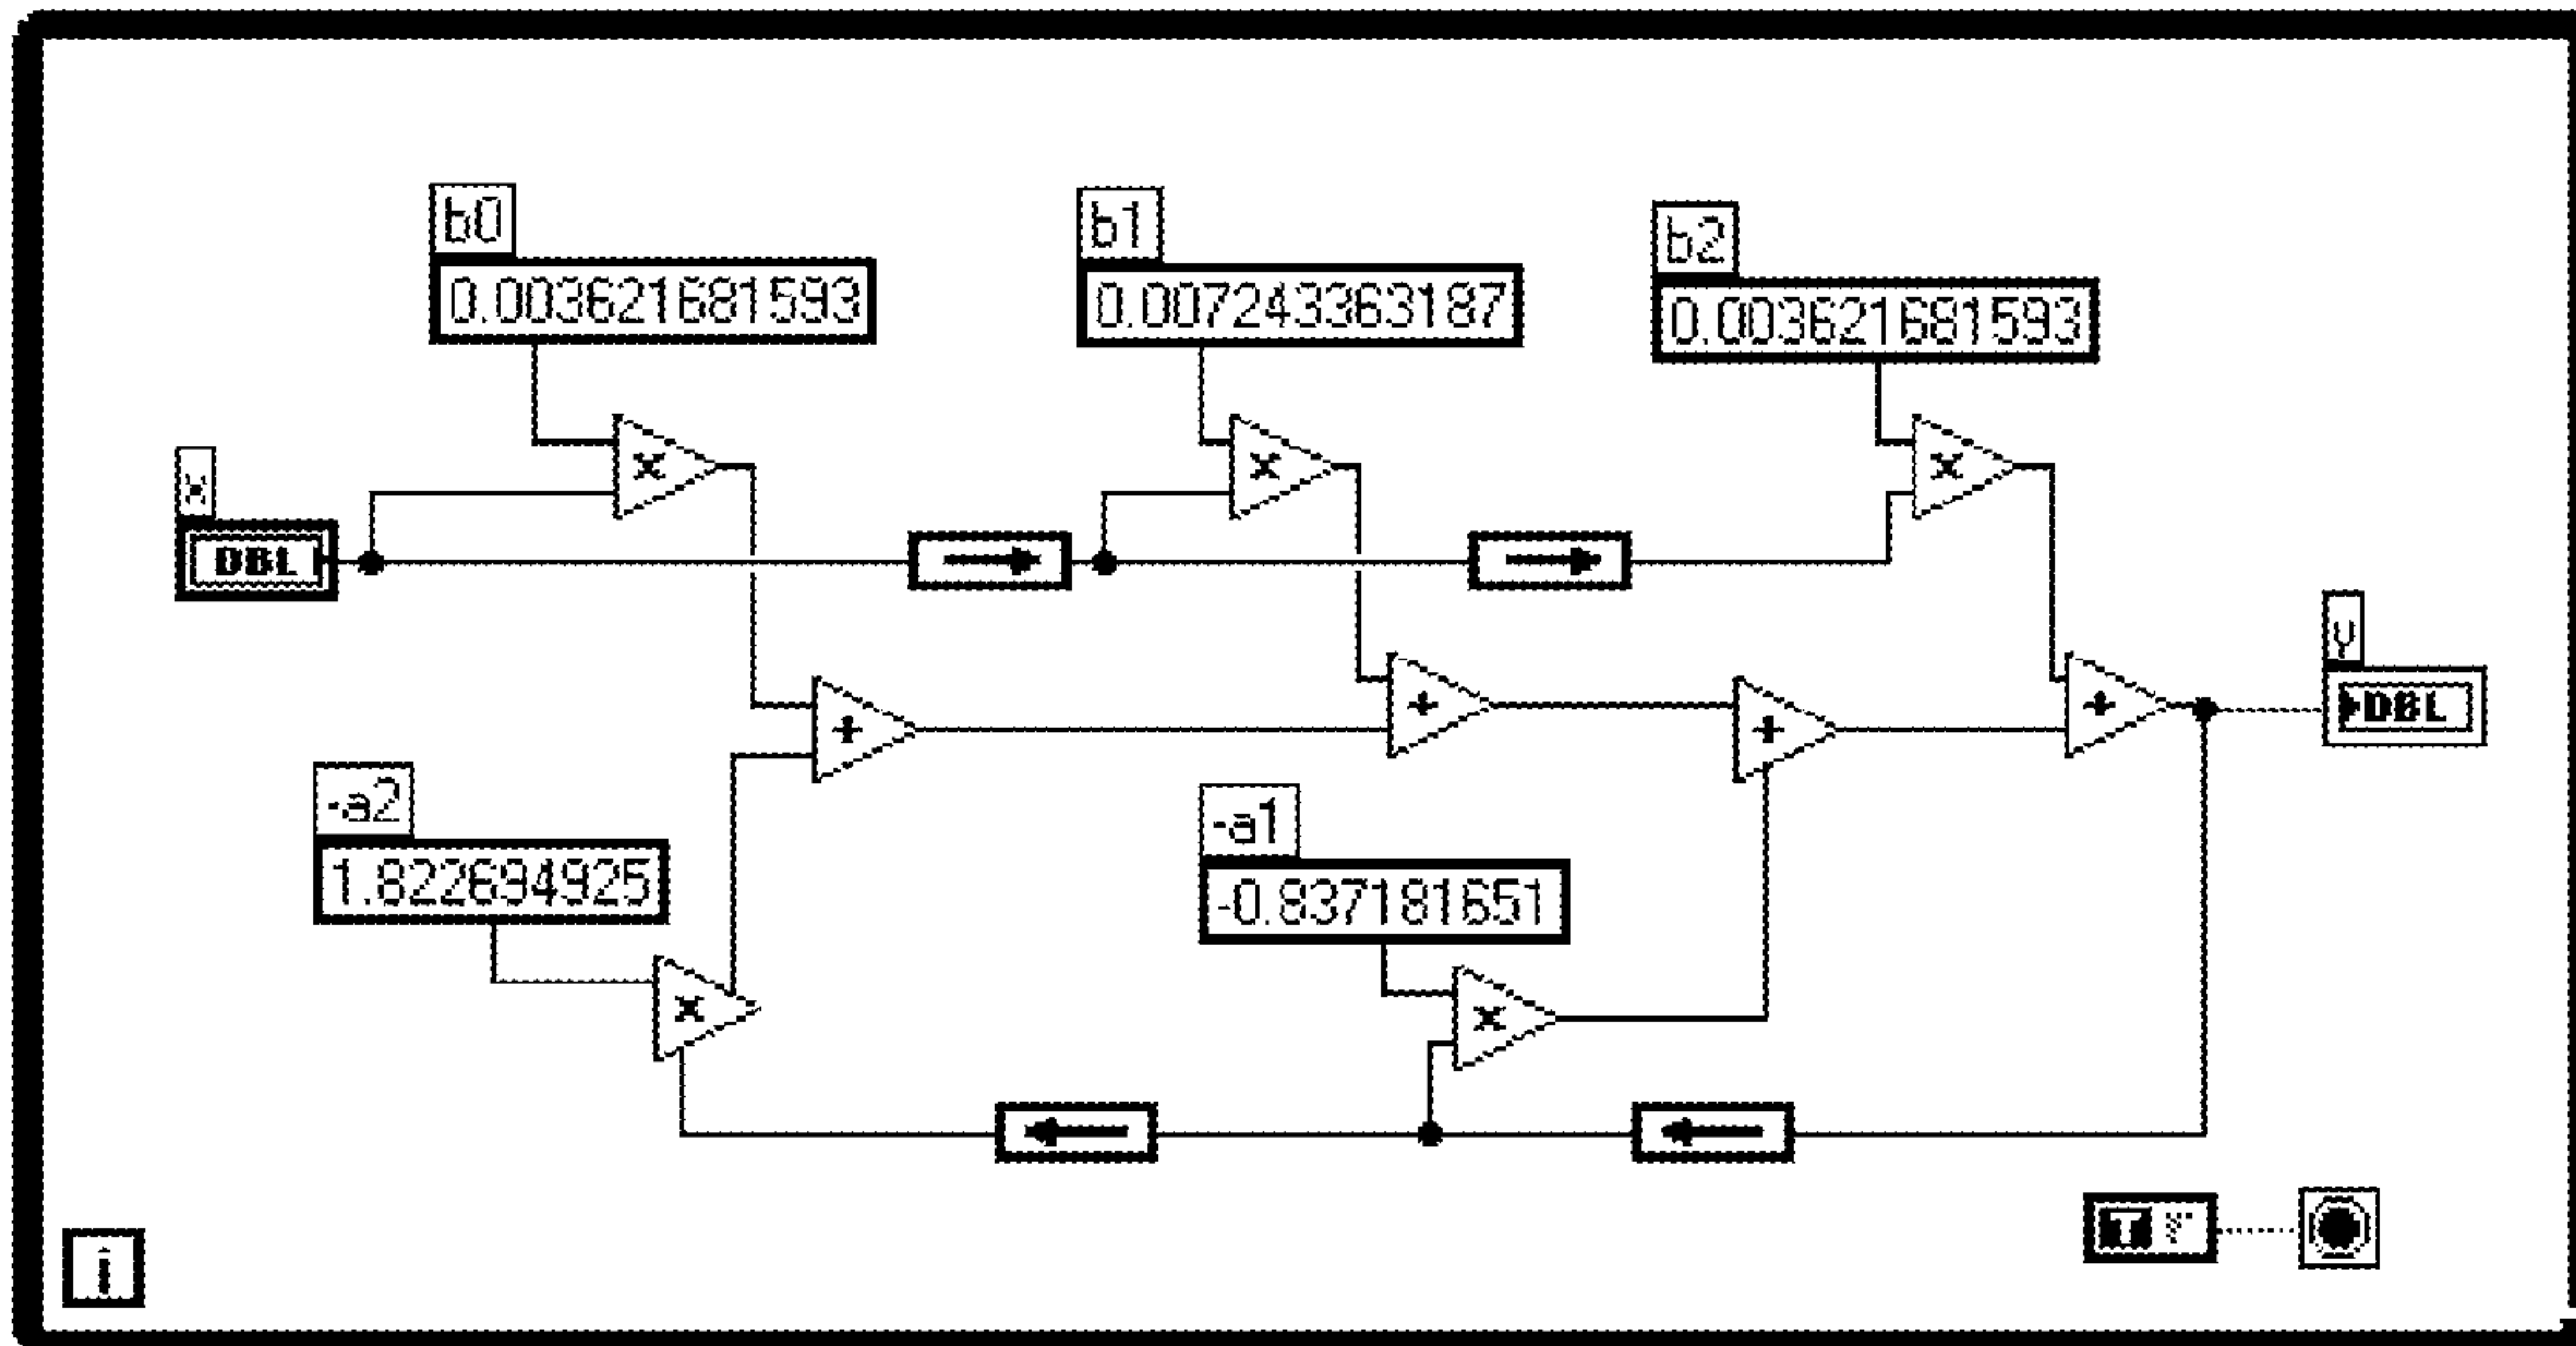 b0
0.003621681593
b1
0.007243363187
b2
0.003621681593
x
DBL
×
×
×
y
DBL
+
+
+
+
-a2
1.822694925
-a1
-0.837181651
×
×
T F
i